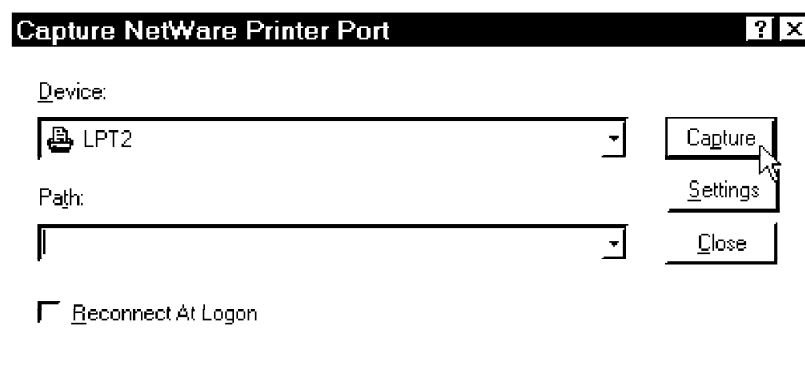 Capture NetWare Printer Port ? X
Device:
LPT2
Capture
Path:
Settings
Close
Reconnect At Logon